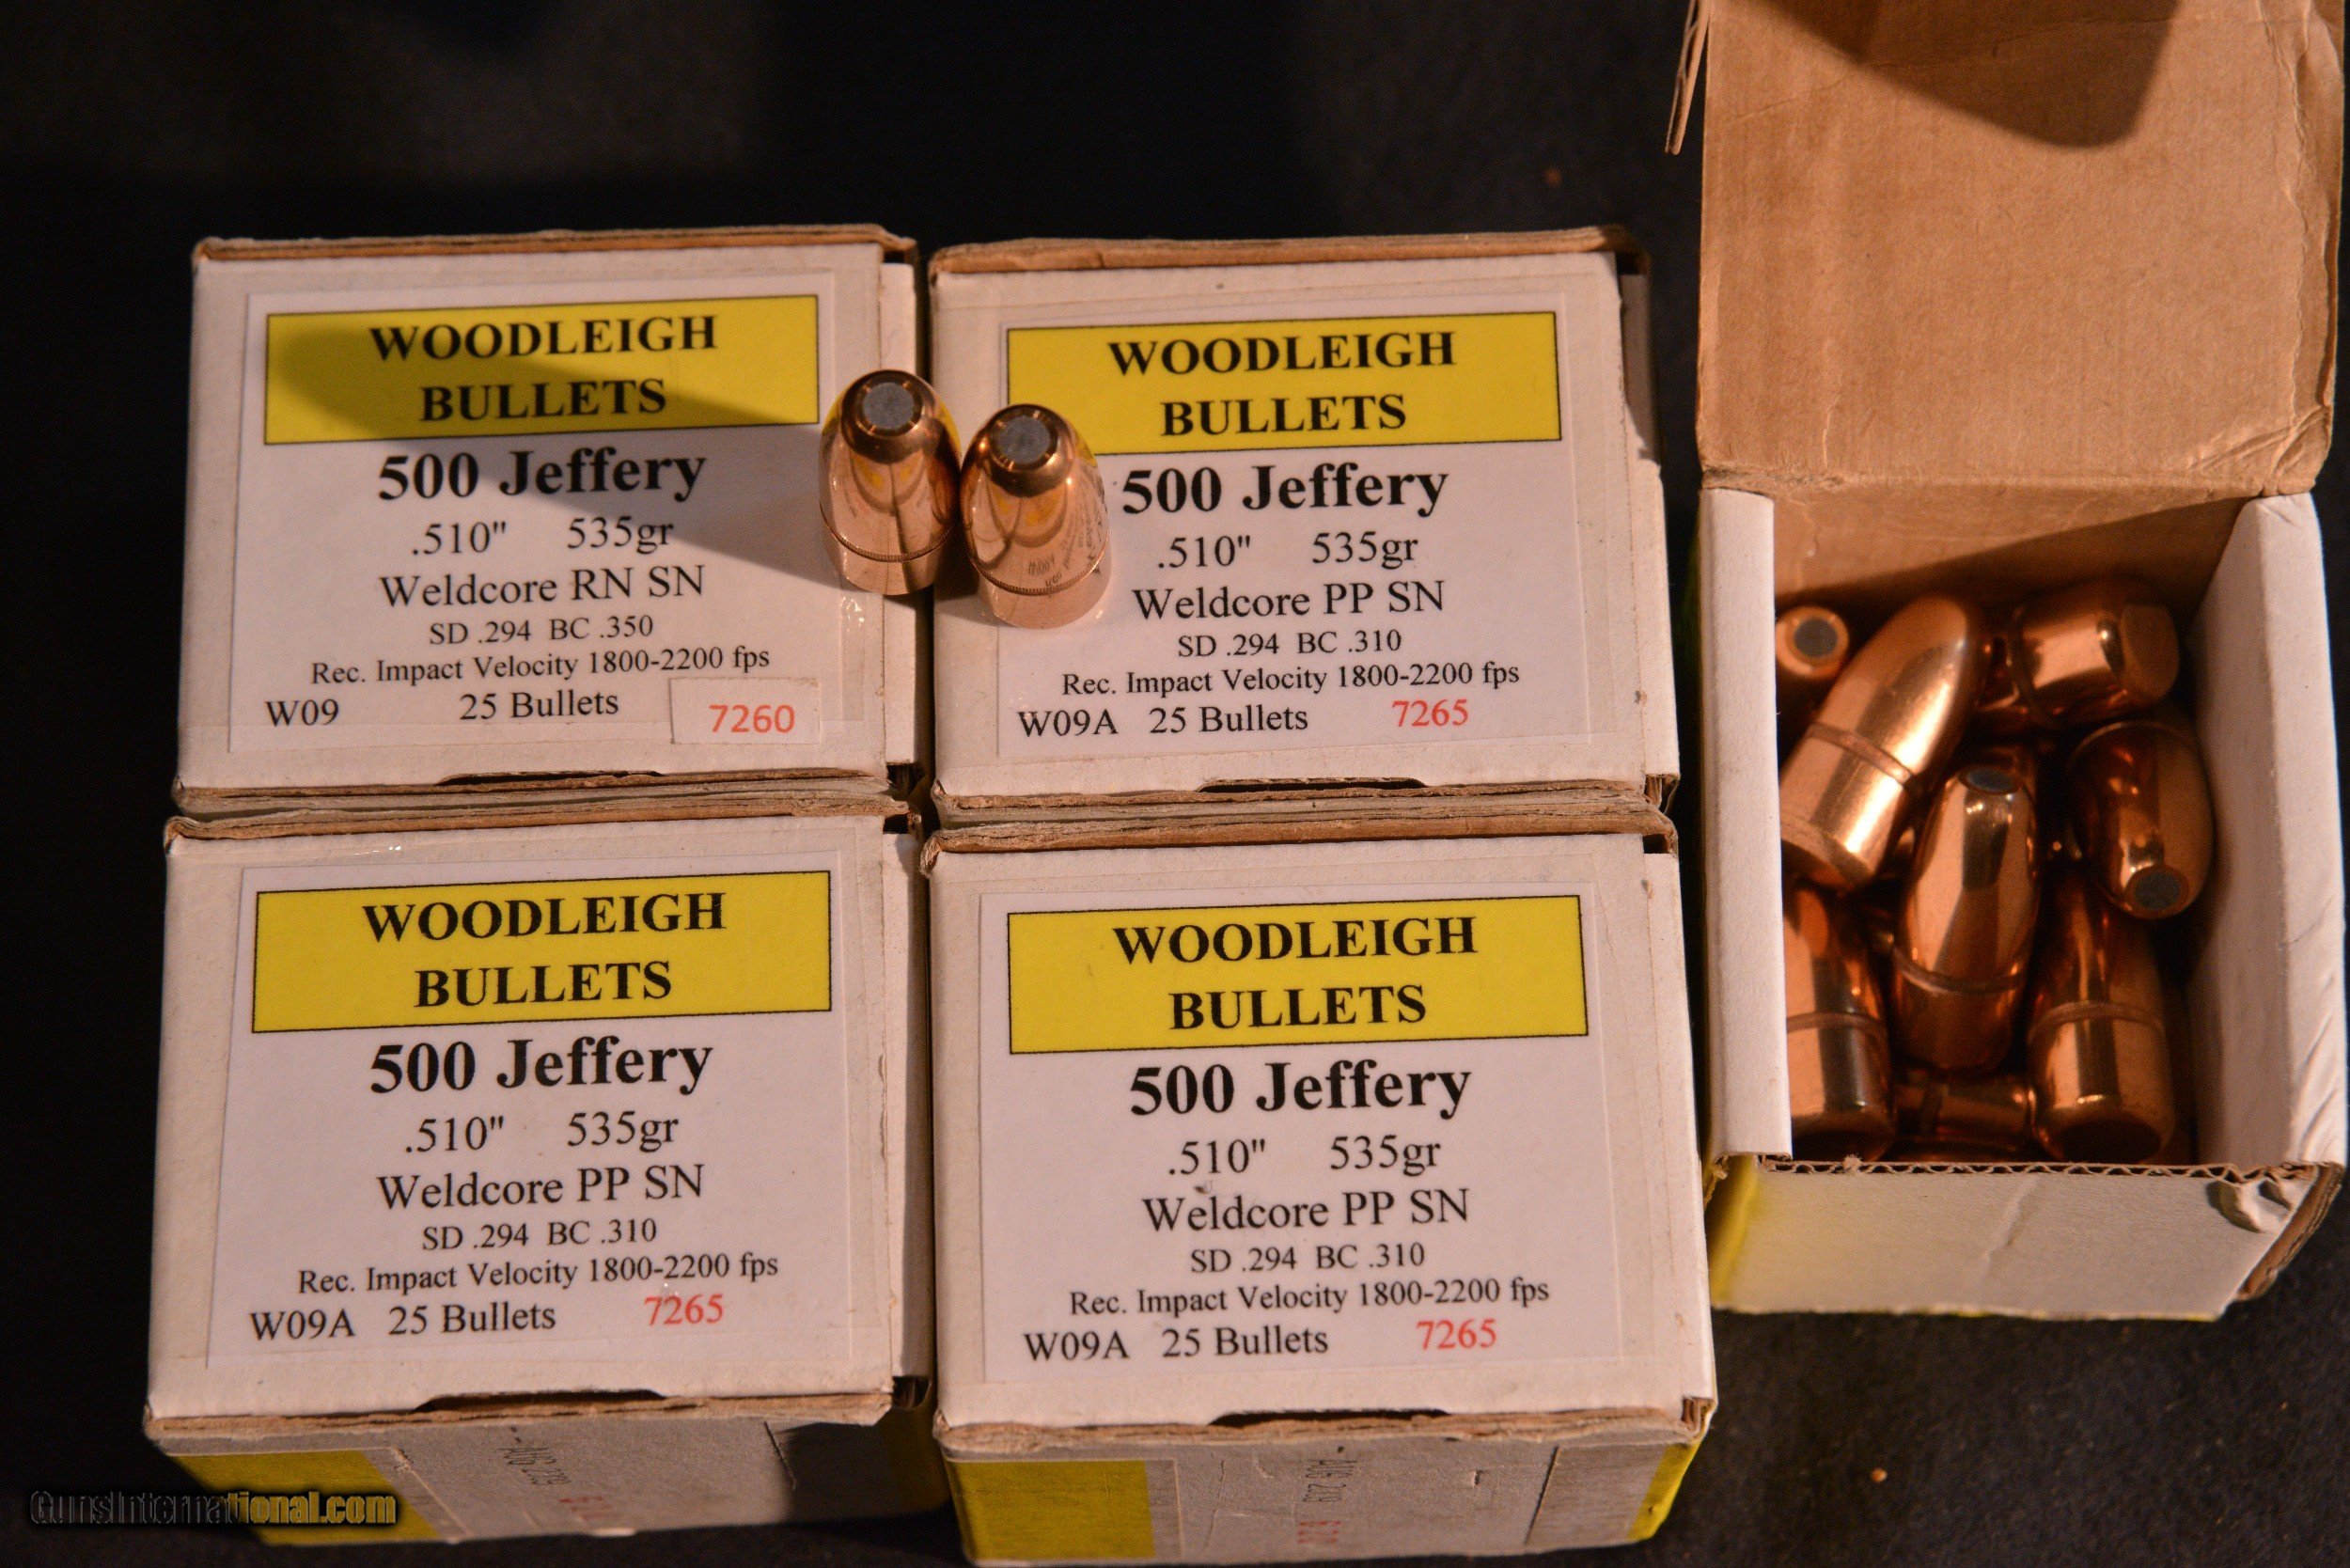 WOODLEIGH
BULLETS
500 Jeffery
.510" 535gr
Weldcore RN SN
SD .294 BC .350
Rec. Impact Velocity 1800-2200 fps
W09 25 Bullets 7260
WOODLEIGH
BULLETS
500 Jeffery
.510" 535gr
Weldcore PP SN
SD .294 BC .310
Rec. Impact Velocity 1800-2200 fps
W09A 25 Bullets 7265
WOODLEIGH
BULLETS
500 Jeffery
.510" 535gr
Weldcore PP SN
SD .294 BC .310
Rec. Impact Velocity 1800-2200 fps
W09A 25 Bullets 7265
WOODLEIGH
BULLETS
500 Jeffery
.510" 535gr
Weldcore PP SN
SD .294 BC .310
Rec. Impact Velocity 1800-2200 fps
W09A 25 Bullets 7265
GunsInternational.com